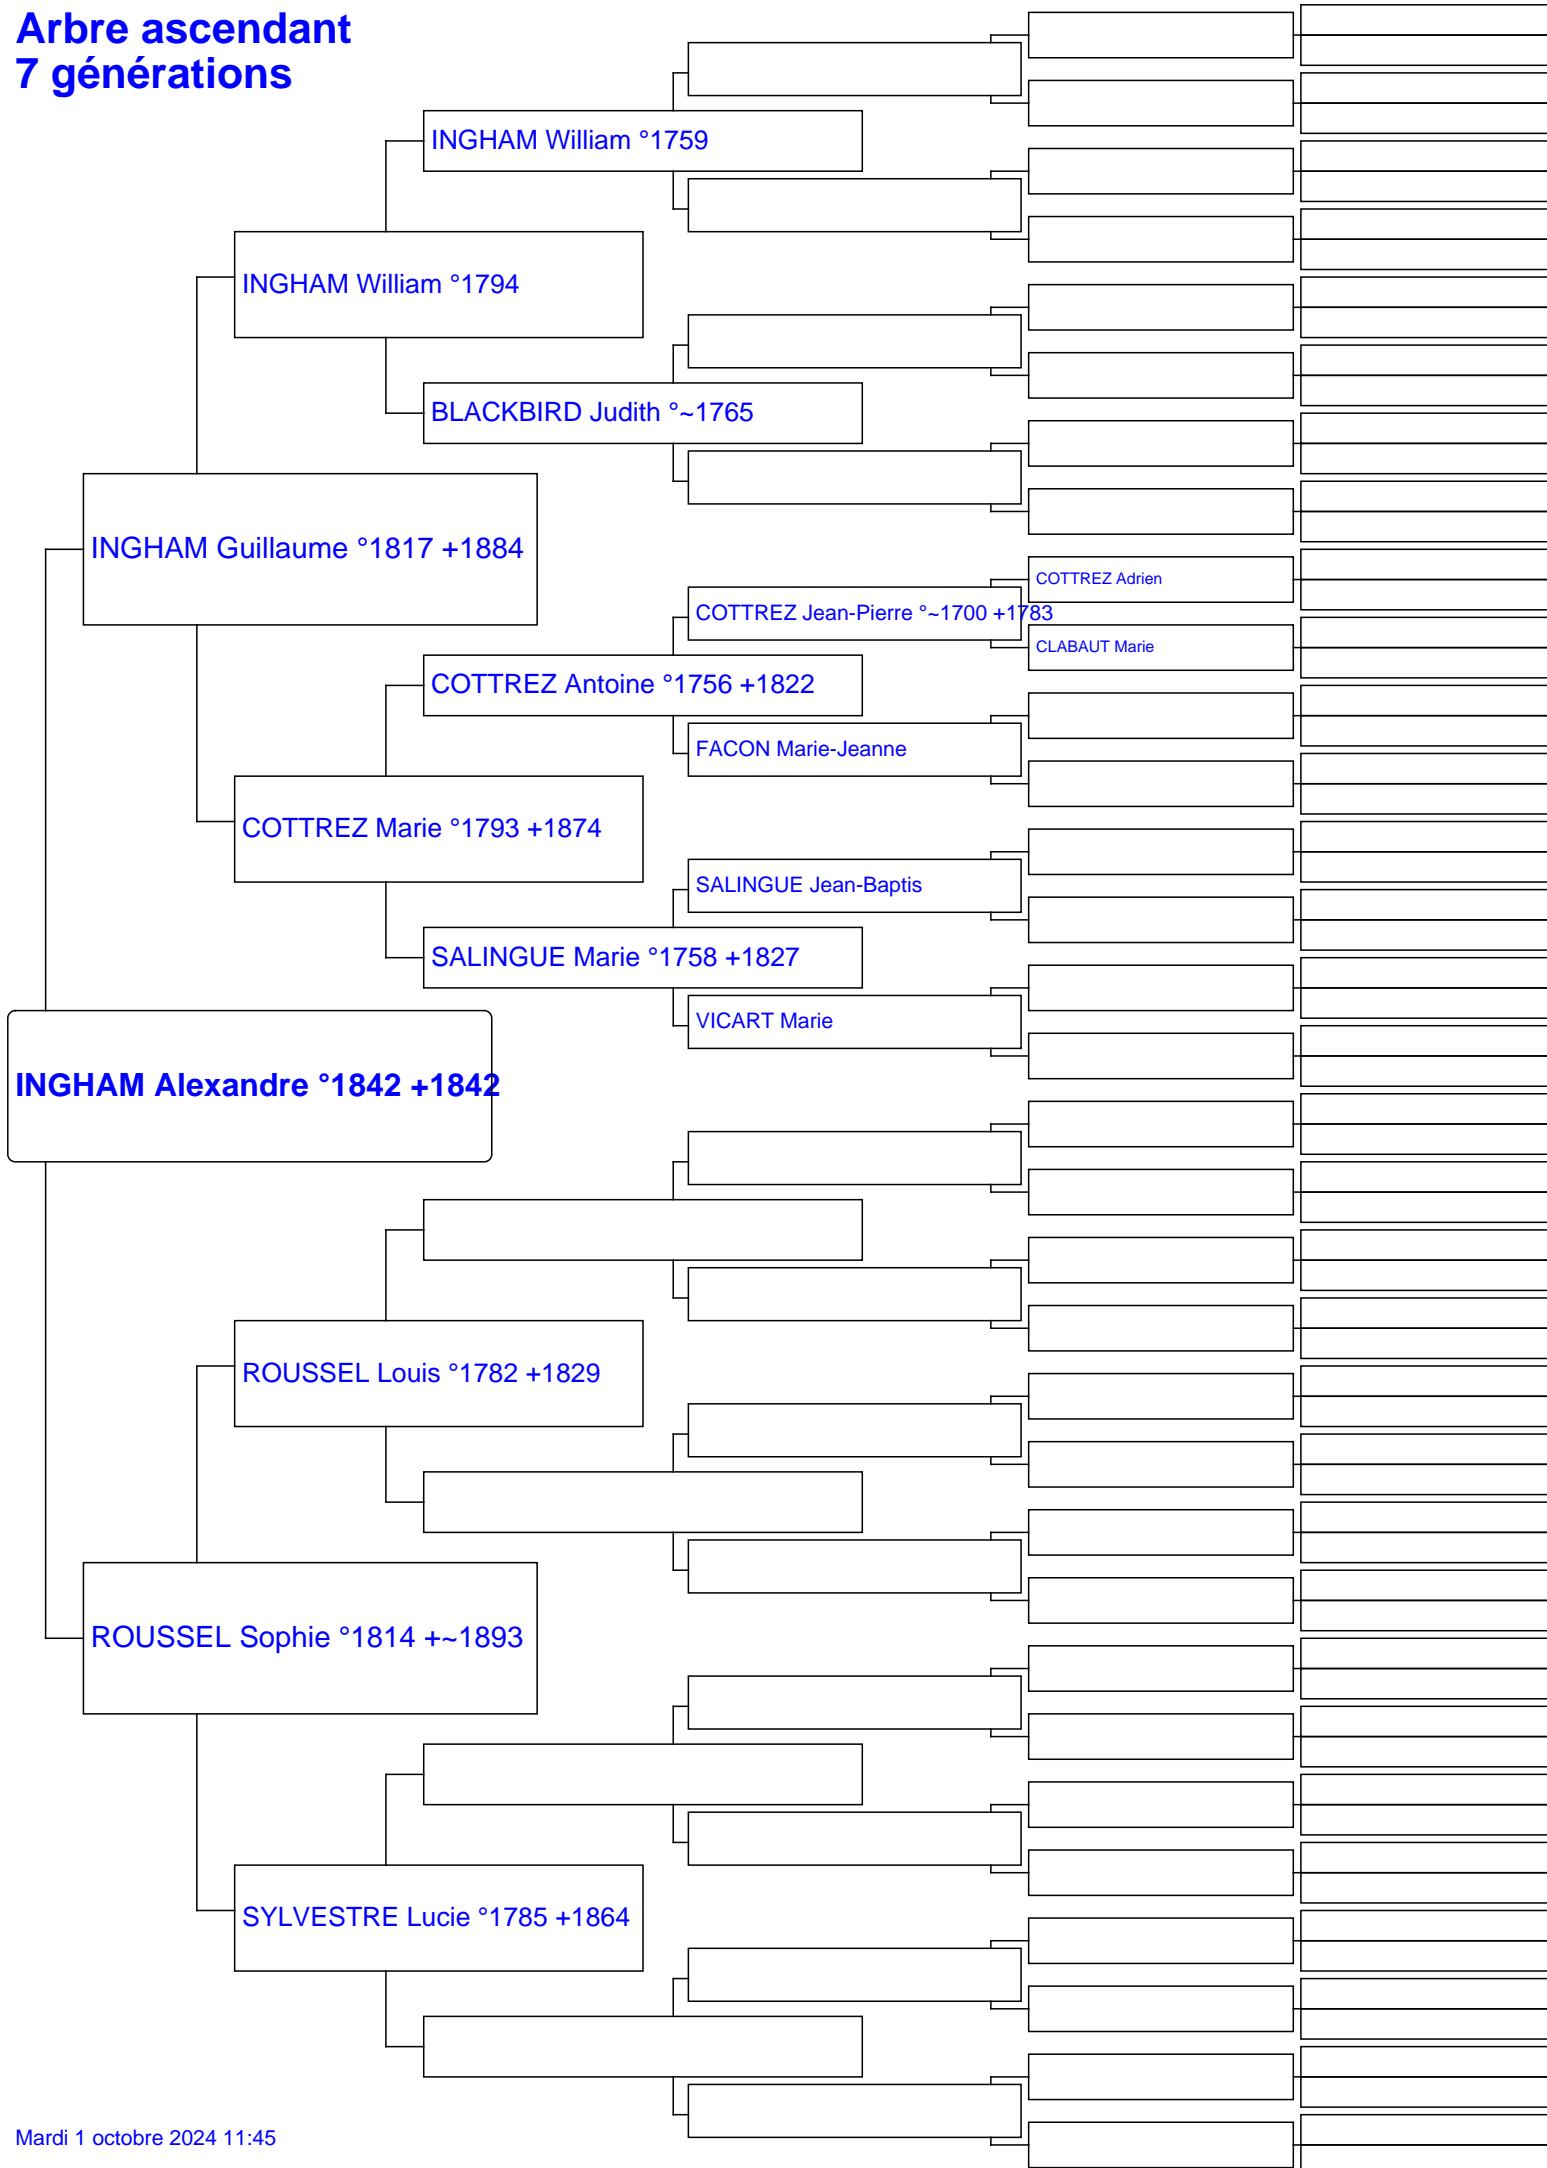 Arbre ascendant
7 générations
INGHAM William °1759
INGHAM William °1794
BLACKBIRD Judith °~1765
INGHAM Guillaume °1817 +1884
COTTREZ Adrien
COTTREZ Jean-Pierre °~1700 +1783
CLABAUT Marie
COTTREZ Antoine °1756 +1822
FACON Marie-Jeanne
COTTREZ Marie °1793 +1874
SALINGUE Jean-Baptis
SALINGUE Marie °1758 +1827
VICART Marie
INGHAM Alexandre °1842 +1842
ROUSSEL Louis °1782 +1829
ROUSSEL Sophie °1814 +~1893
SYLVESTRE Lucie °1785 +1864
Mardi 1 octobre 2024 11:45